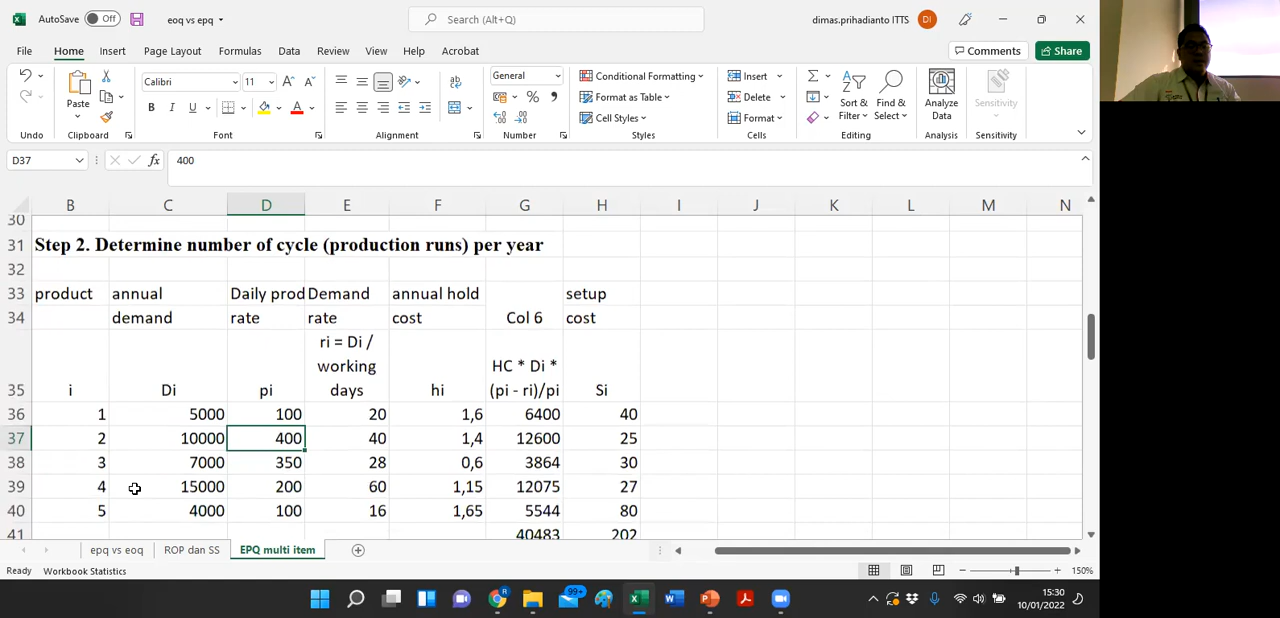 AutoSave Off eoq vs epq Search (Alt+Q) dimas.prihadianto ITTS DI
File Home Insert Page Layout Formulas Data Review View Help Acrobat Comments Share
Calibri 11 General Conditional Formatting Insert
Paste B I U Format as Table Delete Sort & Find & Analyze Sensitivity
Cell Styles Format Filter Select Data
Undo Clipboard Font Alignment Number Styles Cells Editing Analysis Sensitivity
D37 fx 400
B C D E F G H I J K L M N
30
31 Step 2. Determine number of cycle (production runs) per year
32
33 product annual Daily prod Demand annual hold setup
34 demand rate rate cost Col 6 cost
ri = Di /
working HC * Di *
35 i Di pi days hi (pi - ri)/pi Si
36 1 5000 100 20 1,6 6400 40
37 2 10000 400 40 1,4 12600 25
38 3 7000 350 28 0,6 3864 30
39 4 15000 200 60 1,15 12075 27
40 5 4000 100 16 1,65 5544 80
41 40483 202
epq vs eoq ROP dan SS EPQ multi item
Ready Workbook Statistics 150%
99+ 15:30
10/01/2022